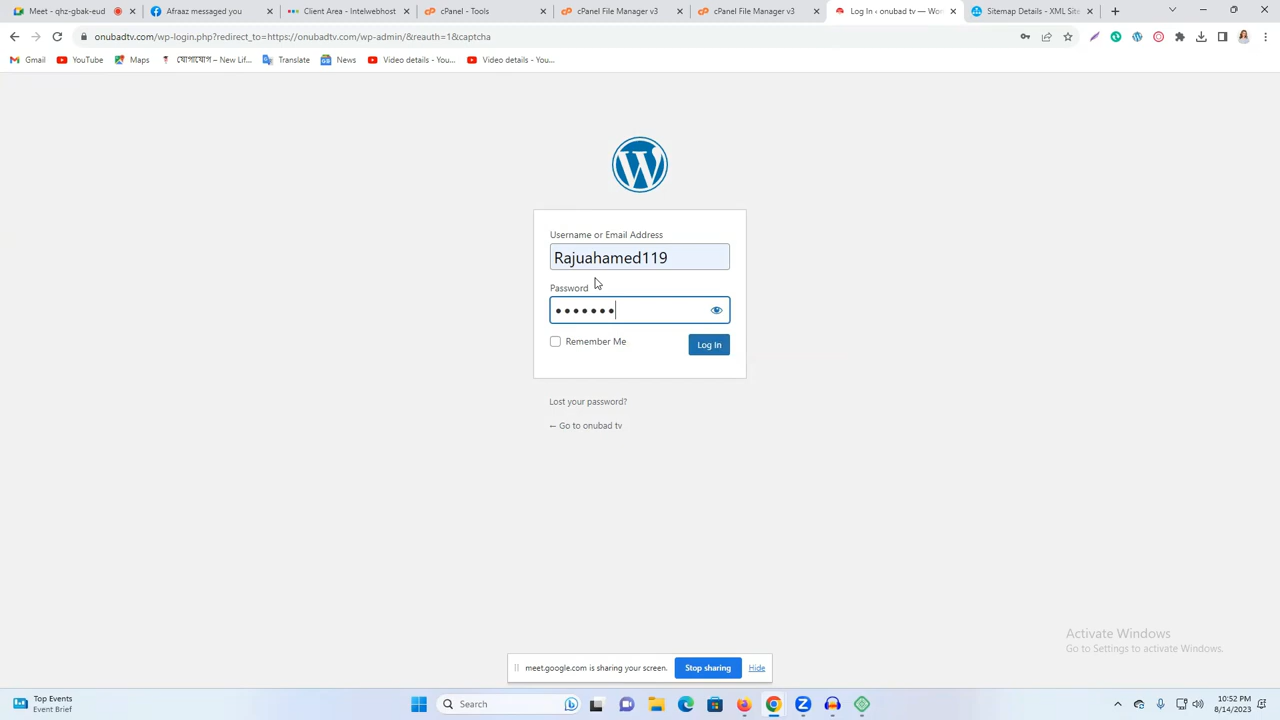 Meet - qhz-gbak-eud
Afraaz messaged you
Client Area - Intelwebhost
cPanel - Tools
cPanel File Manager v3
cPanel File Manager v3
Log In ‹ onubad tv — Wor
Sitemap Details - XML Site
onubadtv.com/wp-login.php?redirect_to=https://onubadtv.com/wp-admin/&reauth=1&captcha
Gmail
YouTube
Maps
যোগাযোগ – New Lif...
Translate
News
Video details - You...
Video details - You...
Username or Email Address
Rajuahamed119
Password
•••••••
Remember Me
Log In
Lost your password?
← Go to onubad tv
Activate Windows
Go to Settings to activate Windows.
meet.google.com is sharing your screen.
Stop sharing
Hide
Top Events
Event Brief
Search
10:52 PM
8/14/2023